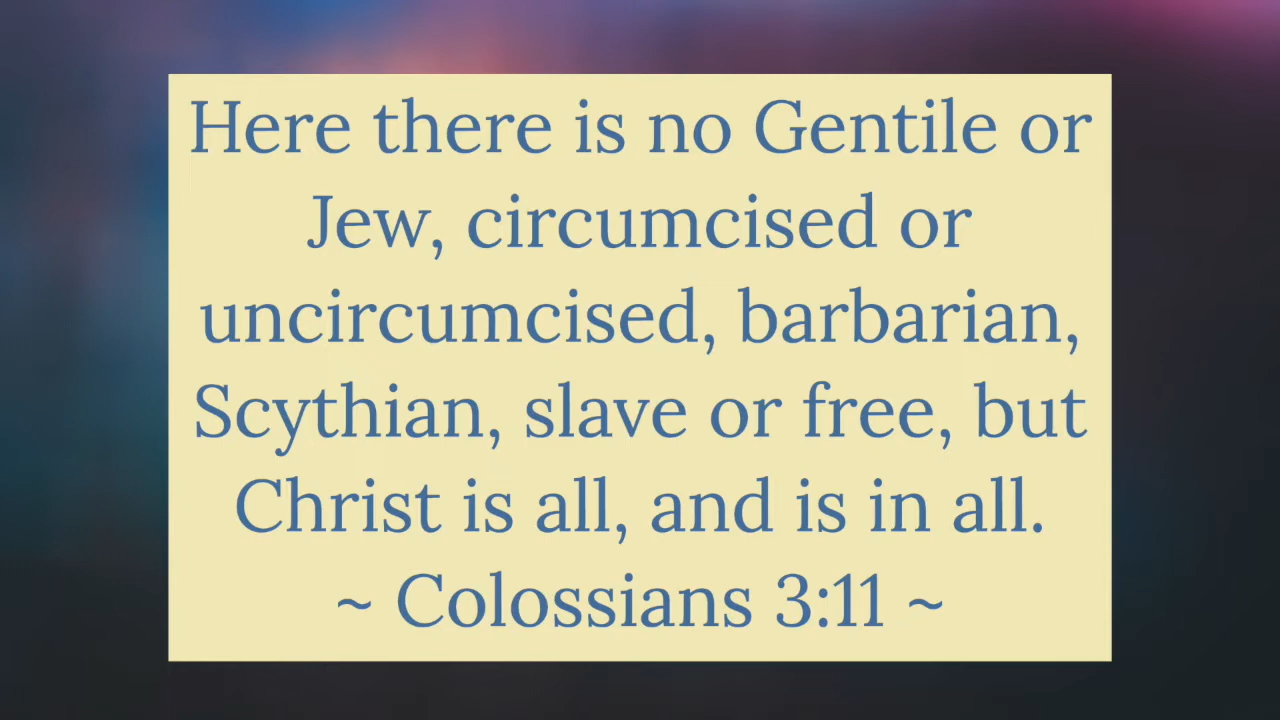 Here there is no Gentile or
Jew, circumcised or
uncircumcised, barbarian,
Scythian, slave or free, but
Christ is all, and is in all.
~ Colossians 3:11 ~